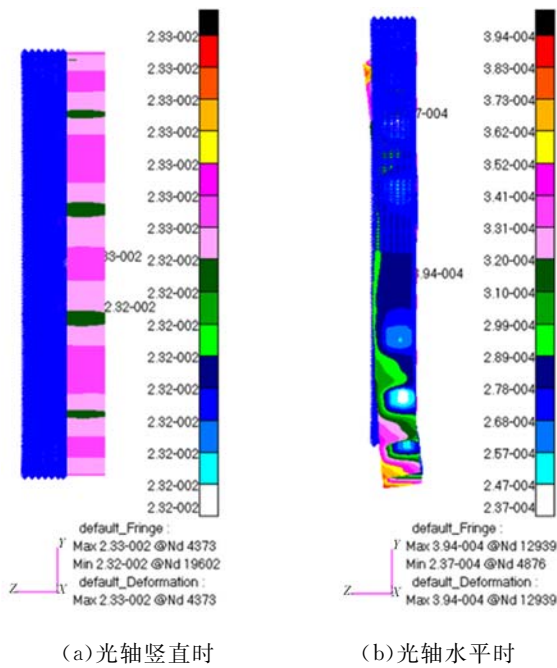 2.33-002
2.33-002
2.33-002
2.33-002
2.33-002
2.33-002
2.33-002
2.32-002
2.32-002
2.32-002
2.32-002
2.32-002
2.32-002
2.32-002
2.32-002
2.32-002
33-002
2.32-002
default_Fringe :
Max 2.33-002 @Nd 4373
Min 2.32-002 @Nd 19602
default_Deformation :
Max 2.33-002 @Nd 4373
Y
Z
X
(a)光轴竖直时
3.94-004
3.83-004
3.73-004
3.62-004
3.52-004
3.41-004
3.31-004
3.20-004
3.10-004
2.99-004
2.89-004
2.78-004
2.68-004
2.57-004
2.47-004
2.37-004
37-004
3.94-004
default_Fringe :
Max 3.94-004 @Nd 12939
Min 2.37-004 @Nd 4876
default_Deformation :
Max 3.94-004 @Nd 12939
Y
Z
X
(b)光轴水平时